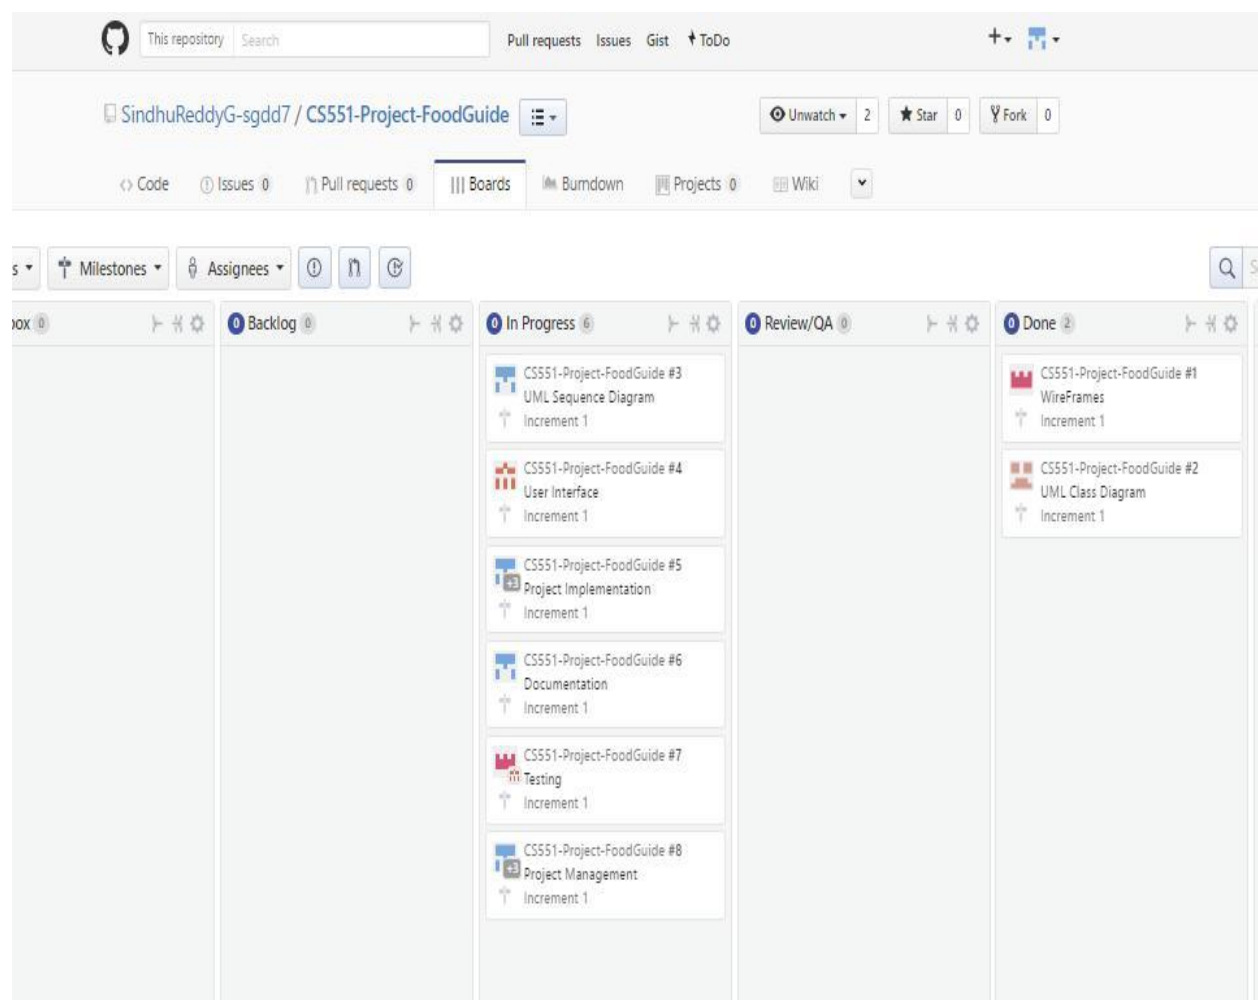 This repository Search Pull requests Issues Gist ToDo
SindhuReddyG-sgdd7 / CS551-Project-FoodGuide Unwatch 2 Star 0 Fork 0
Code Issues 0 Pull requests 0 Boards Burndown Projects 0 Wiki
s Milestones Assignees
box 0
0 Backlog 0
0 In Progress 6
CS551-Project-FoodGuide #3
UML Sequence Diagram
Increment 1
CS551-Project-FoodGuide #4
User Interface
Increment 1
CS551-Project-FoodGuide #5
+3
Project Implementation
Increment 1
CS551-Project-FoodGuide #6
Documentation
Increment 1
CS551-Project-FoodGuide #7
Testing
Increment 1
CS551-Project-FoodGuide #8
+3
Project Management
Increment 1
0 Review/QA 0
0 Done 2
CS551-Project-FoodGuide #1
WireFrames
Increment 1
CS551-Project-FoodGuide #2
UML Class Diagram
Increment 1